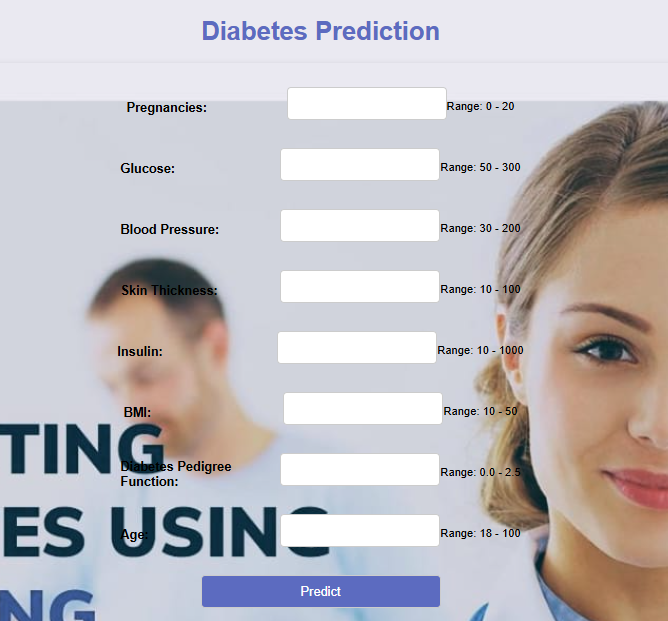 Diabetes Prediction
Pregnancies: Range: 0 - 20
Glucose: Range: 50 - 300
Blood Pressure: Range: 30 - 200
Skin Thickness: Range: 10 - 100
Insulin: Range: 10 - 1000
BMI: Range: 10 - 50
TING
Diabetes Pedigree
Function: Range: 0.0 - 2.5
ES USING
Age: Range: 18 - 100
Predict
NG